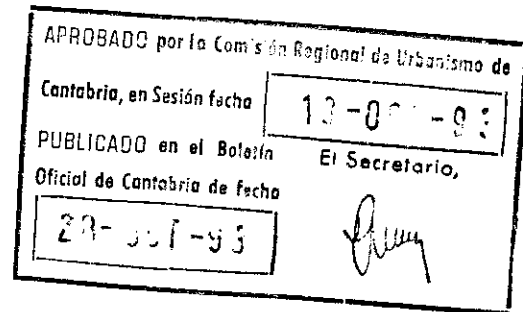 APROBADO por la Comisión Regional de Urbanismo de
Cantabria, en Sesión fecha
PUBLICADO en el Boletín
El Secretario,
Oficial de Cantabria de fecha